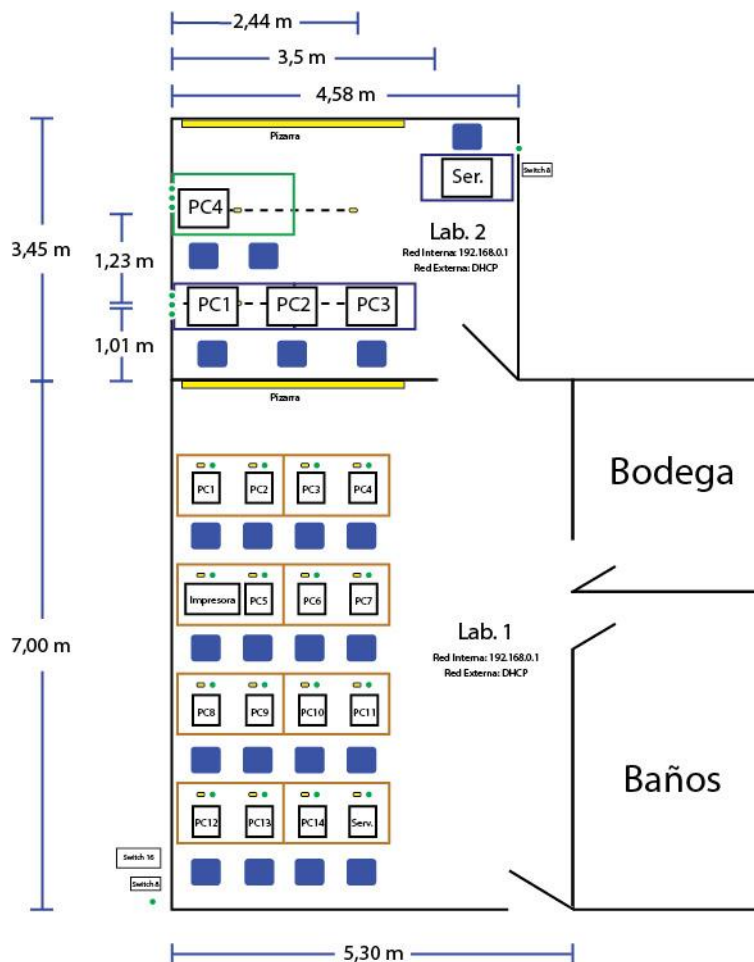 2,44 m
3,5 m
4,58 m
Pizarra
Ser.
Switch 8
PC4
Lab. 2
Red Interna: 192.168.0.1
Red Externa: DHCP
3,45 m
1,23 m
PC1
PC2
PC3
1,01 m
Pizarra
Bodega
PC1
PC2
PC3
PC4
Impresora
PC5
PC6
PC7
7,00 m
Lab. 1
Red Interna: 192.168.0.1
Red Externa: DHCP
PC8
PC9
PC10
PC11
Baños
PC12
PC13
PC14
Serv.
Switch 16
Switch 8
5,30 m